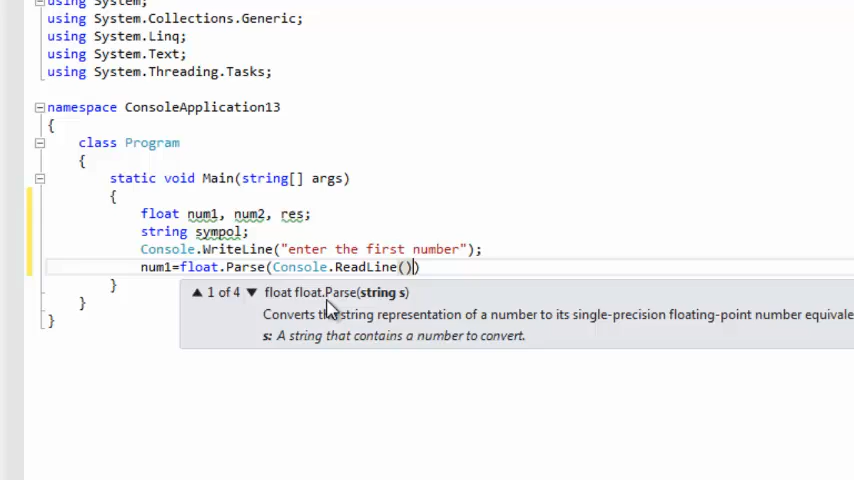 using System;
using System.Collections.Generic;
using System.Linq;
using System.Text;
using System.Threading.Tasks;
namespace ConsoleApplication13
{
class Program
{
static void Main(string[] args)
{
float num1, num2, res;
string sympol;
Console.WriteLine("enter the first number");
num1=float.Parse(Console.ReadLine())
}
}
}
1 of 4 float float.Parse(string s)
Converts the string representation of a number to its single-precision floating-point number equivale
s: A string that contains a number to convert.